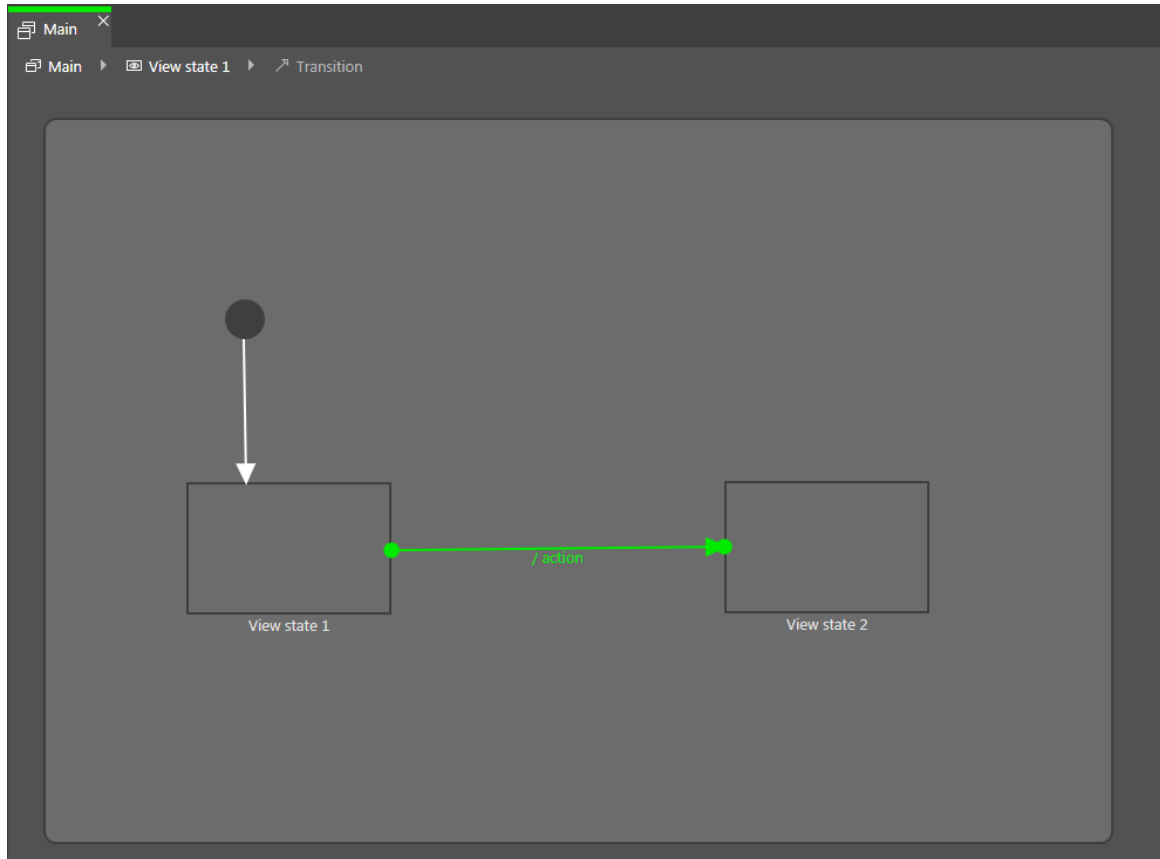 Main
Main View state 1 Transition
/ action
View state 1
View state 2